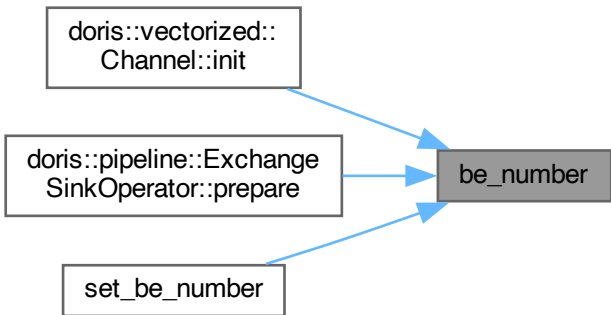 doris::vectorized::
Channel::init
doris::pipeline::Exchange
SinkOperator::prepare
be_number
set_be_number